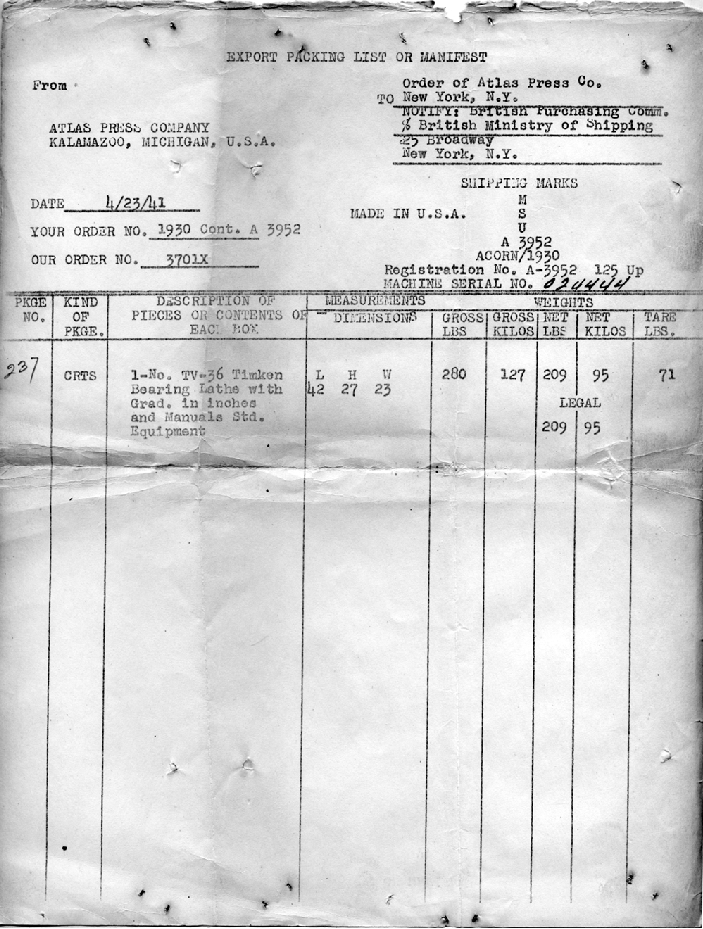 EXPORT PACKING LIST OR MANIFEST
From
ATLAS PRESS COMPANY
KALAMAZOO, MICHIGAN, U.S.A.
TO
Order of Atlas Press Co.
New York, N.Y.
NOTIFY: British Purchasing Comm.
% British Ministry of Shipping
25 Broadway
New York, N.Y.
SHIPPING MARKS
MADE IN U.S.A.
M
S
U
A 3952
ACORN/1930
Registration No. A-3952 125 Up
MACHINE SERIAL NO. 024444
DATE 4/23/41
YOUR ORDER NO. 1930 Cont. A 3952
OUR ORDER NO. 3701X
PKGE NO.
KIND OF PKGE.
DESCRIPTION OF
PIECES OR CONTENTS OF
EACH BOX
MEASUREMENTS
DIMENSIONS
WEIGHTS
GROSS LBS
GROSS KILOS
NET LBS
NET KILOS
TARE LBS.
237
CRTS
1-No. TV-36 Timken
Bearing Lathe with
Grad. in inches
and Manuals Std.
Equipment
L H W
42 27 23
280
127
209
95
71
LEGAL
209 95